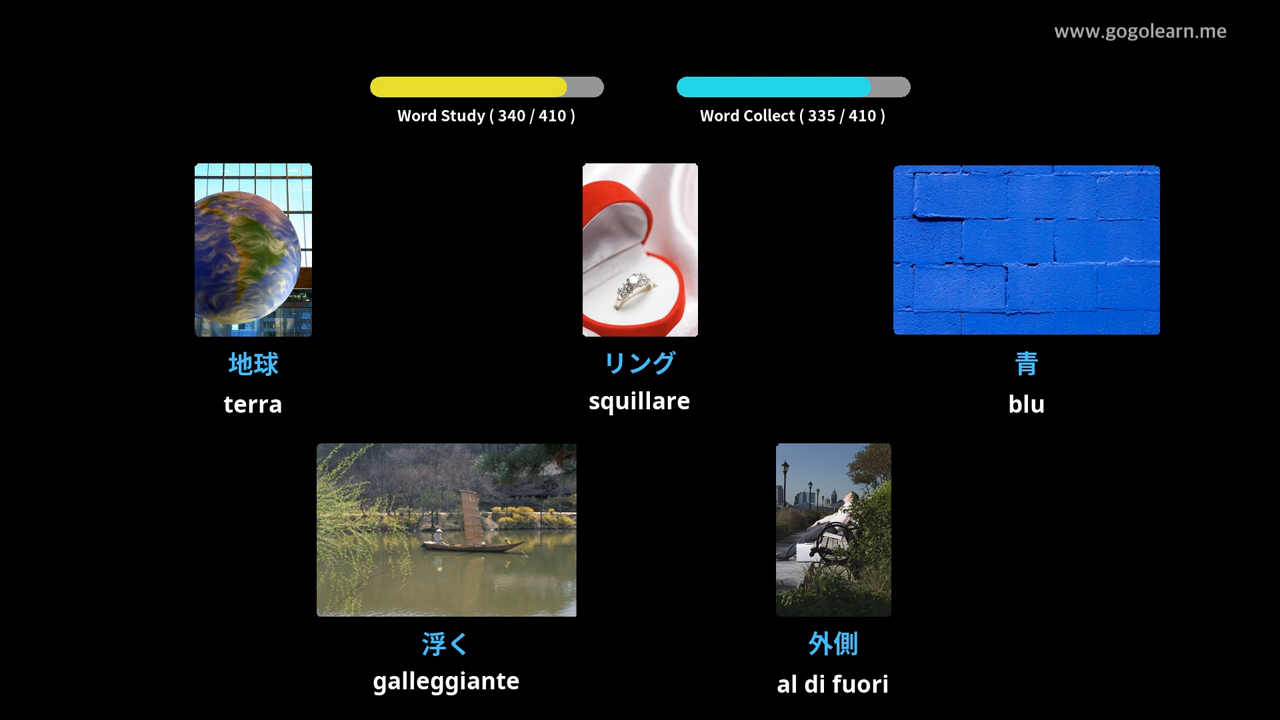 www.gogolearn.me
Word Study ( 340 / 410 )
Word Collect ( 335 / 410 )
地球
terra
リング
squillare
青
blu
浮く
galleggiante
外側
al di fuori